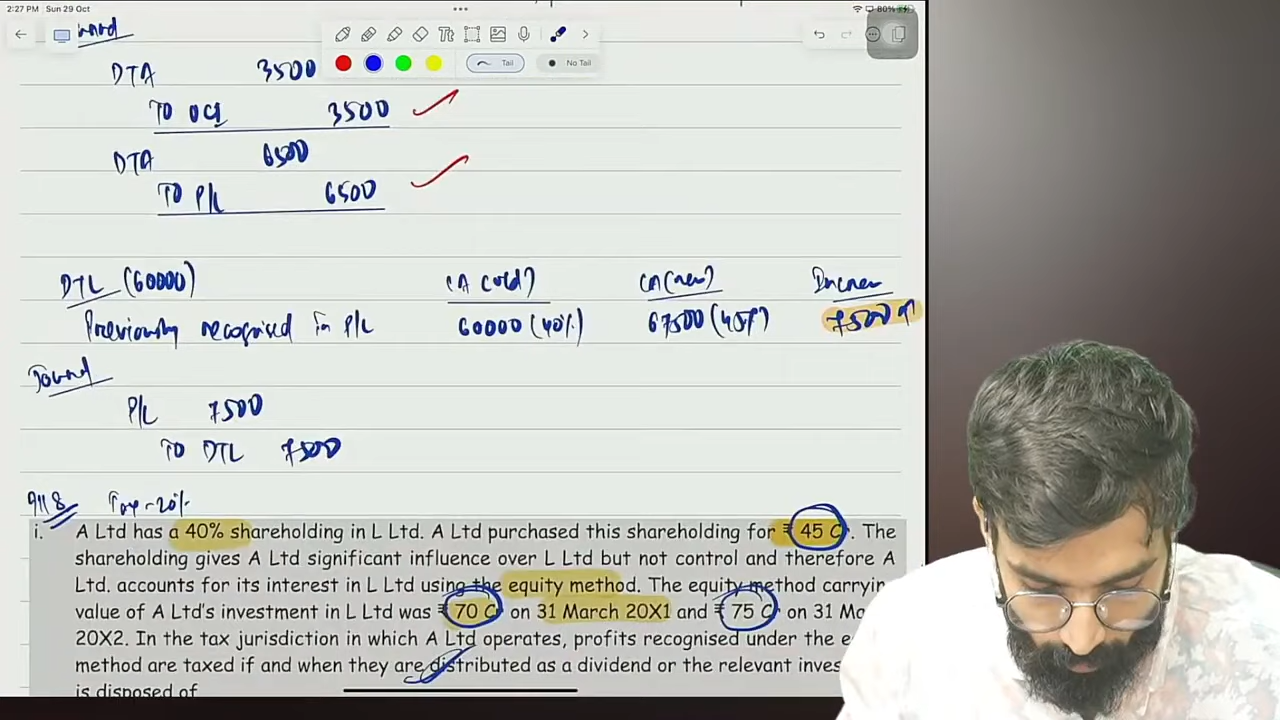 2:27 PM Sun 29 Oct
80%
Tail
No Tail
DTA 3500
TO OCI 3500
DTA 6500
TO P/L 6500
DTL (60000) CA (old) CA (new)
Previously recognised in P/L 60000 (40%) 67500 (45%) 7500 ↑
P/L 7500
TO DTL 7500
Tax - 20%
i. A Ltd has a 40% shareholding in L Ltd. A Ltd purchased this shareholding for ₹ 45 Cr. The
shareholding gives A Ltd significant influence over L Ltd but not control and therefore A
Ltd. accounts for its interest in L Ltd using the equity method. The equity method carryin
value of A Ltd's investment in L Ltd was ₹ 70 Cr on 31 March 20X1 and ₹ 75 Cr on 31 Ma
20X2. In the tax jurisdiction in which A Ltd operates, profits recognised under the e
method are taxed if and when they are distributed as a dividend or the relevant inves
is disposed of